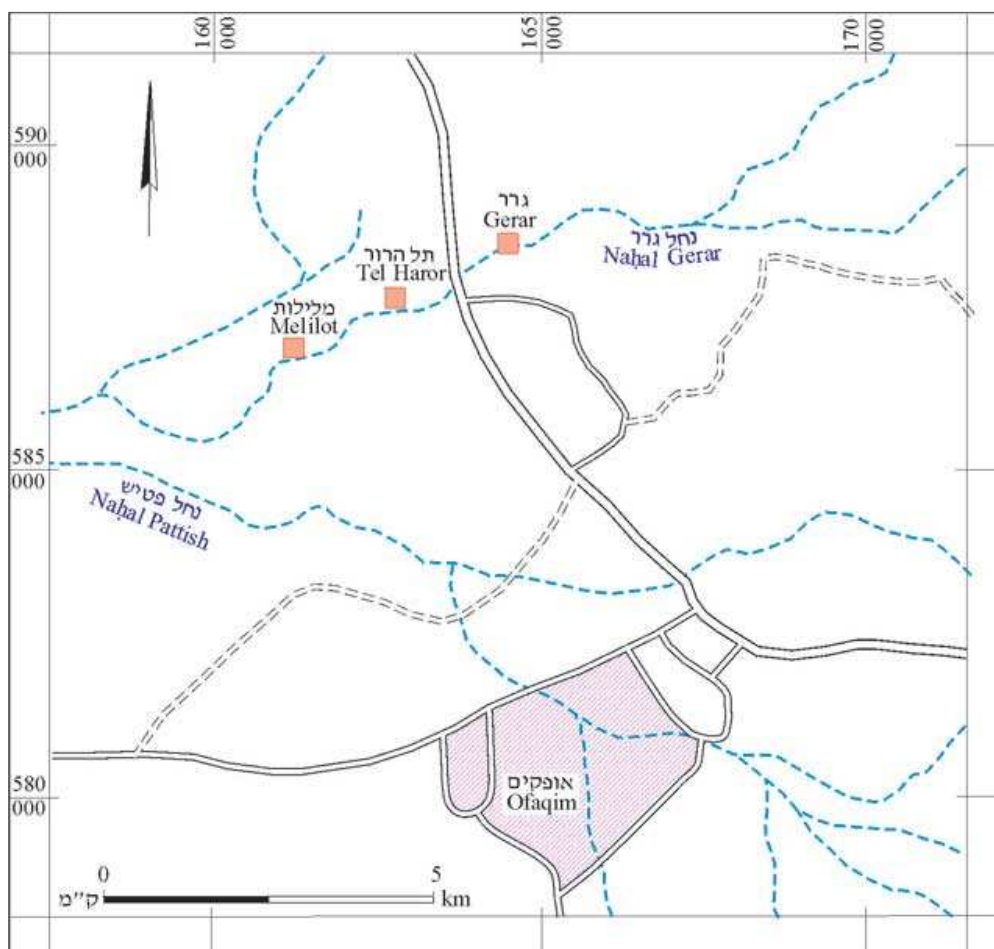 160
000
165
000
170
000
590
000
גרר
Gerar
נחל גרר
Naḥal Gerar
תל הרור
Tel Haror
מלילות
Melilot
585
000
נחל פטיש
Naḥal Pattish
580
000
אופקים
Ofaqim
0 5
ק״מ km